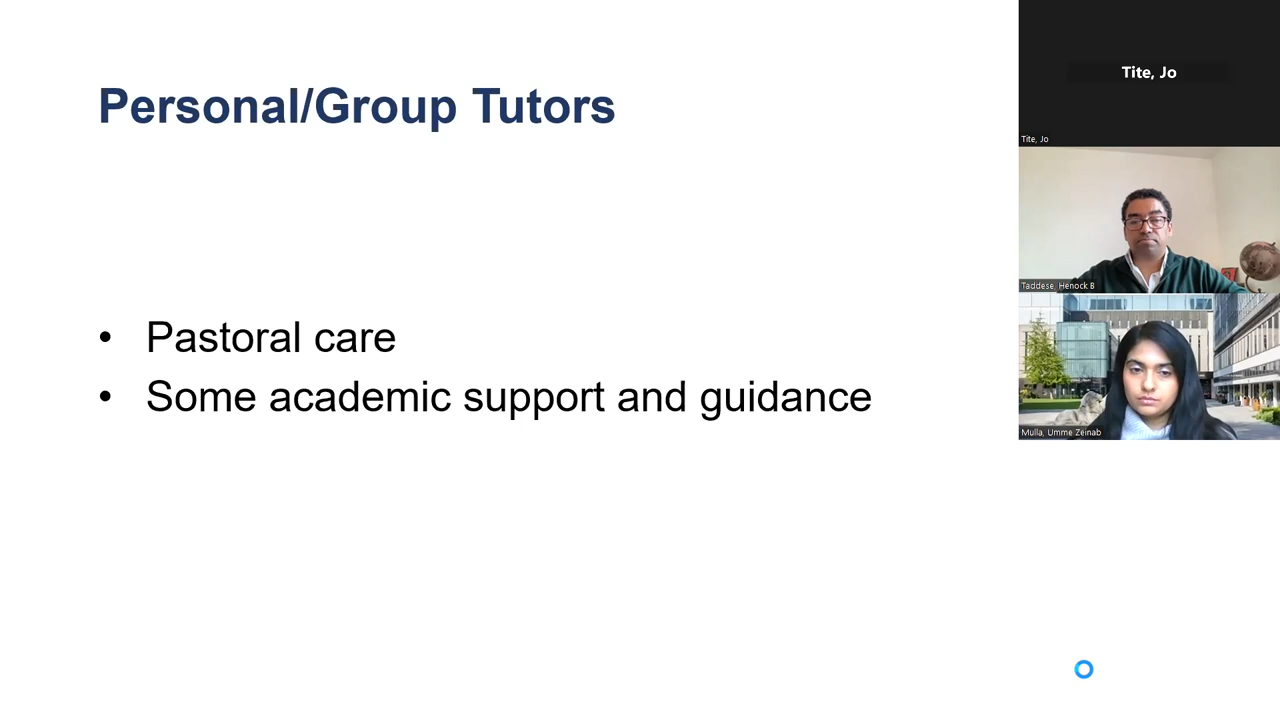 Personal/Group Tutors
• Pastoral care
• Some academic support and guidance
Tite, Jo
Tite, Jo
Taddese, Henock B
Mulla, Umme Zeinab